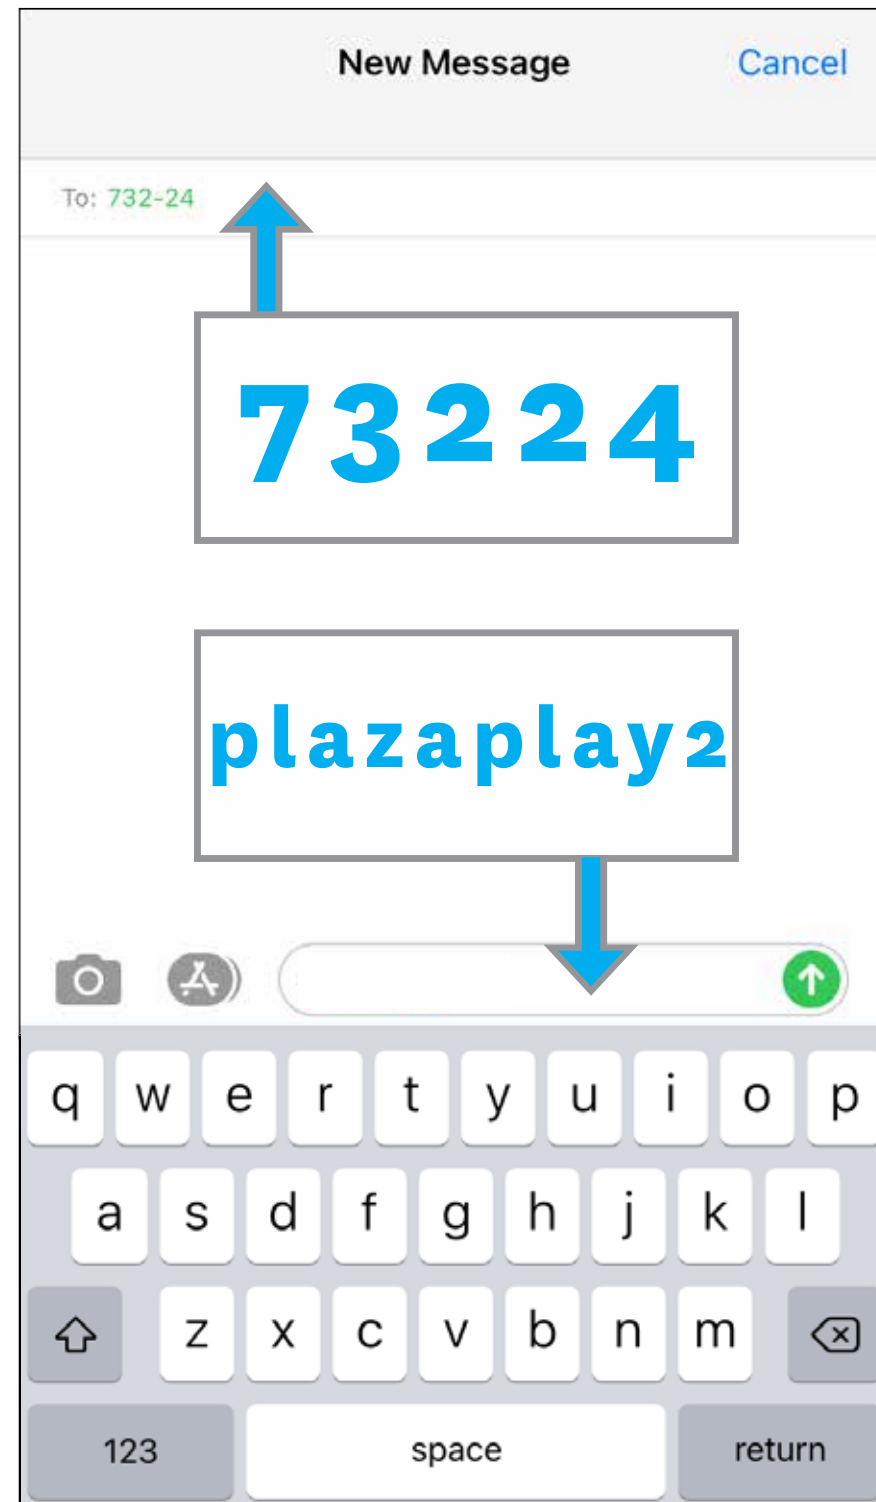 New Message Cancel
To: 732-24
73224
plazaplay2
q w e r t y u i o p
a s d f g h j k l
z x c v b n m
123 space return